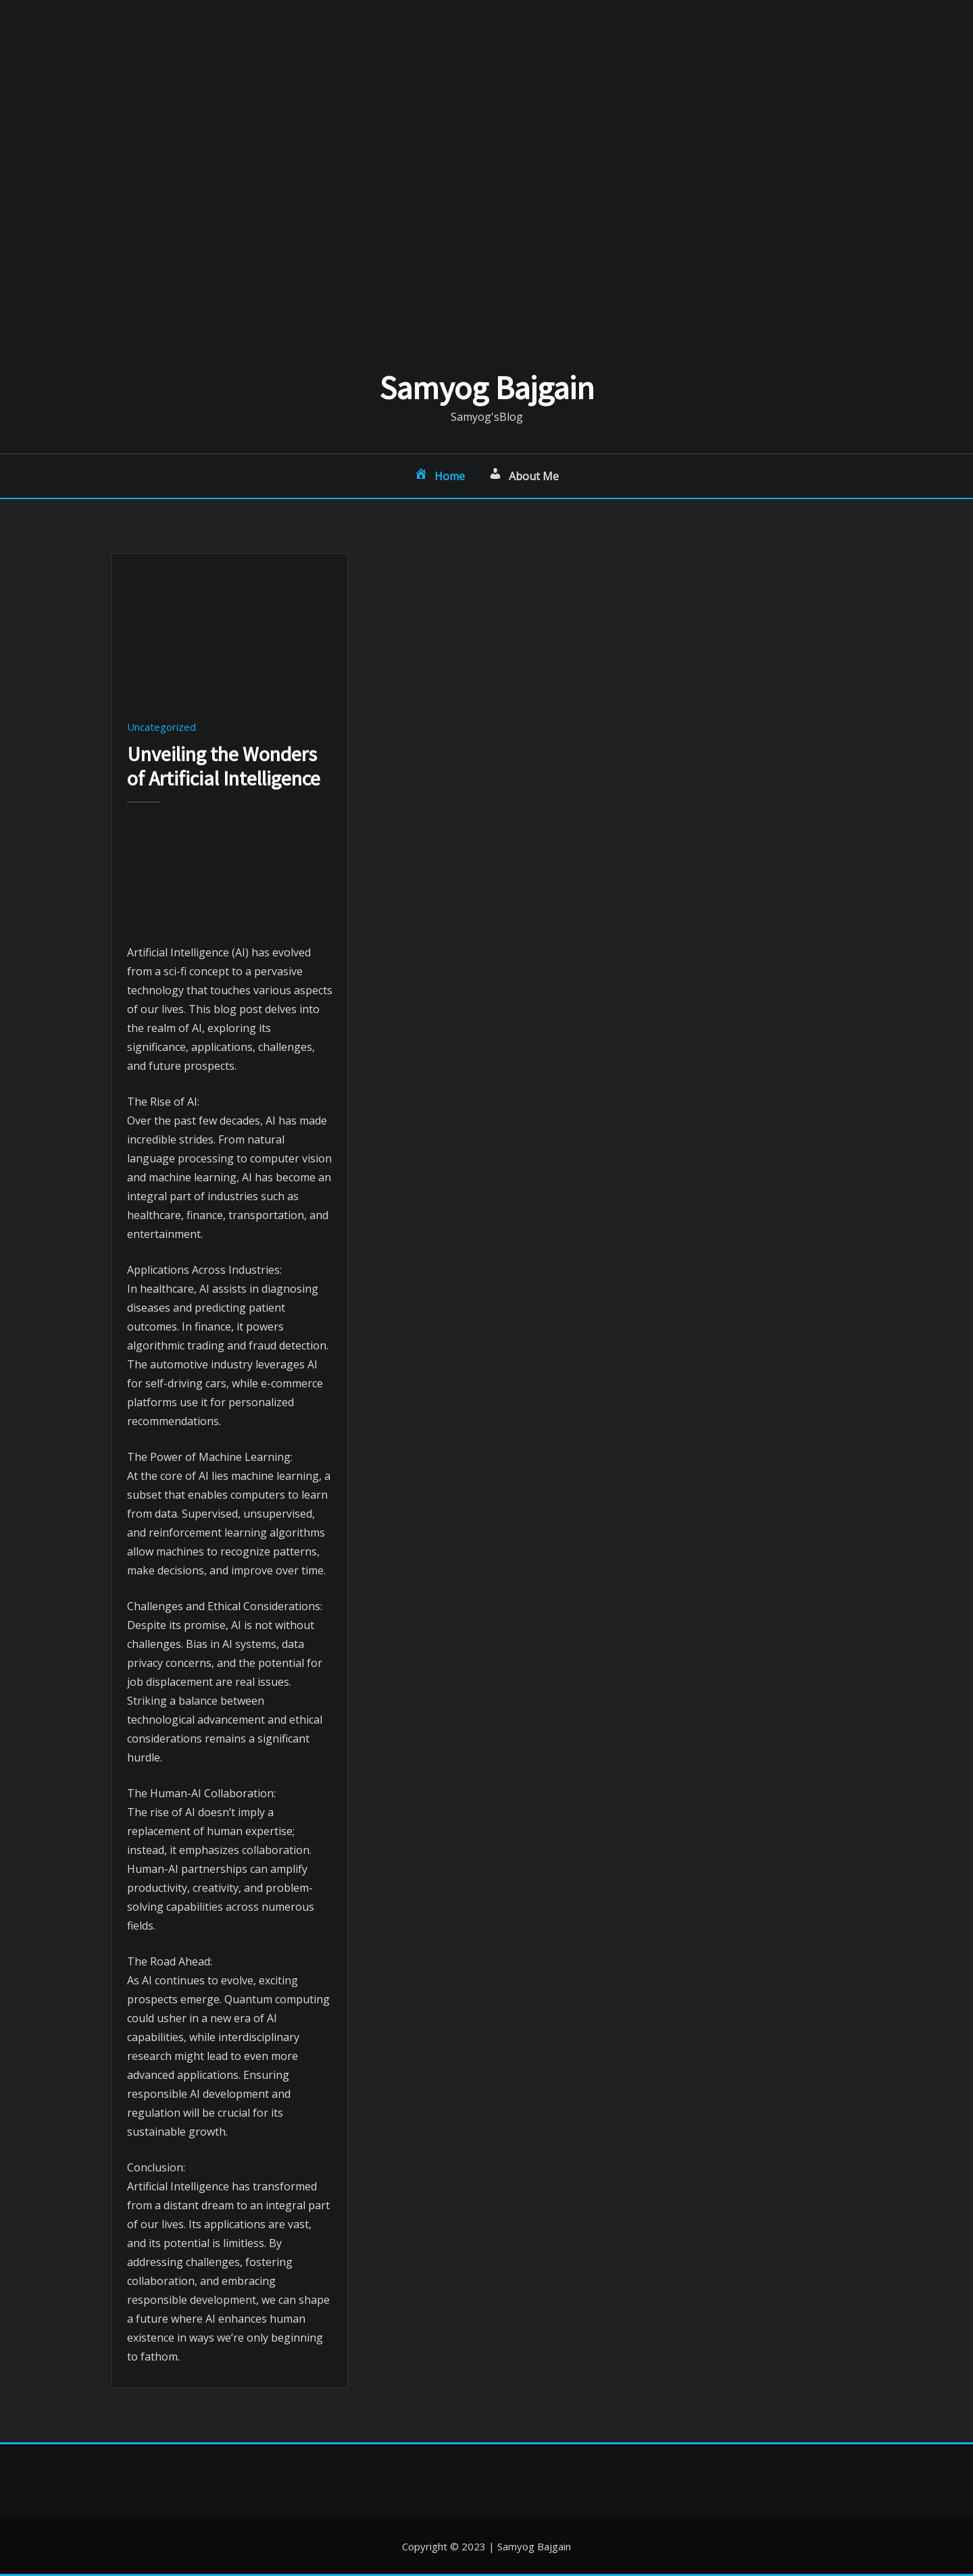 Samyog Bajgain
Samyog'sBlog
Home
About Me
Uncategorized
Unveiling the Wonders
of Artificial Intelligence
Artificial Intelligence (AI) has evolved
from a sci-fi concept to a pervasive
technology that touches various aspects
of our lives. This blog post delves into
the realm of AI, exploring its
significance, applications, challenges,
and future prospects.
The Rise of AI:
Over the past few decades, AI has made
incredible strides. From natural
language processing to computer vision
and machine learning, AI has become an
integral part of industries such as
healthcare, finance, transportation, and
entertainment.
Applications Across Industries:
In healthcare, AI assists in diagnosing
diseases and predicting patient
outcomes. In finance, it powers
algorithmic trading and fraud detection.
The automotive industry leverages AI
for self-driving cars, while e-commerce
platforms use it for personalized
recommendations.
The Power of Machine Learning:
At the core of AI lies machine learning, a
subset that enables computers to learn
from data. Supervised, unsupervised,
and reinforcement learning algorithms
allow machines to recognize patterns,
make decisions, and improve over time.
Challenges and Ethical Considerations:
Despite its promise, AI is not without
challenges. Bias in AI systems, data
privacy concerns, and the potential for
job displacement are real issues.
Striking a balance between
technological advancement and ethical
considerations remains a significant
hurdle.
The Human-AI Collaboration:
The rise of AI doesn’t imply a
replacement of human expertise;
instead, it emphasizes collaboration.
Human-AI partnerships can amplify
productivity, creativity, and problem-
solving capabilities across numerous
fields.
The Road Ahead:
As AI continues to evolve, exciting
prospects emerge. Quantum computing
could usher in a new era of AI
capabilities, while interdisciplinary
research might lead to even more
advanced applications. Ensuring
responsible AI development and
regulation will be crucial for its
sustainable growth.
Conclusion:
Artificial Intelligence has transformed
from a distant dream to an integral part
of our lives. Its applications are vast,
and its potential is limitless. By
addressing challenges, fostering
collaboration, and embracing
responsible development, we can shape
a future where AI enhances human
existence in ways we’re only beginning
to fathom.
Copyright © 2023 | Samyog Bajgain